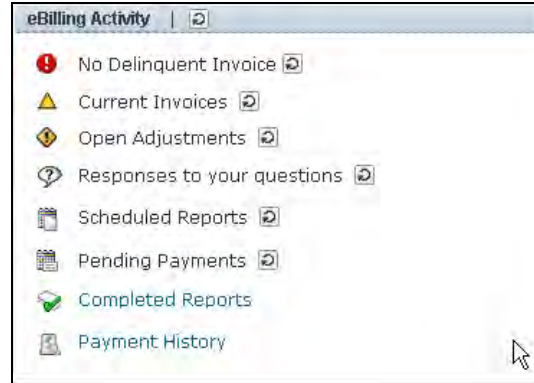 eBilling Activity |
No Delinquent Invoice
Current Invoices
Open Adjustments
Responses to your questions
Scheduled Reports
Pending Payments
Completed Reports
Payment History